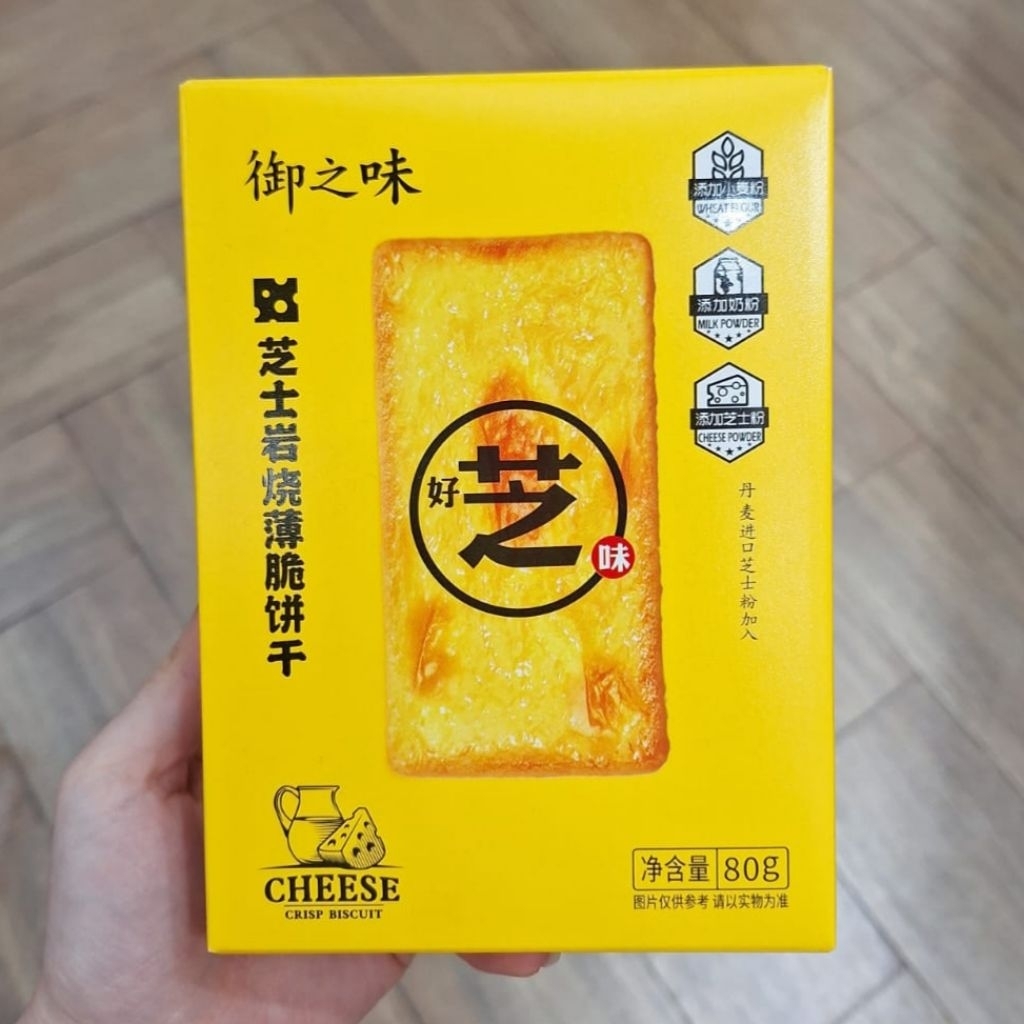 御之味
芝士岩烧薄脆饼干
好芝味
添加小麦粉
WHEAT FLOUR
添加奶粉
MILK POWDER
添加芝士粉
CHEESE POWDER
丹麦进口芝士粉加入
CHEESE
CRISP BISCUIT
净含量 80g
图片仅供参考 请以实物为准